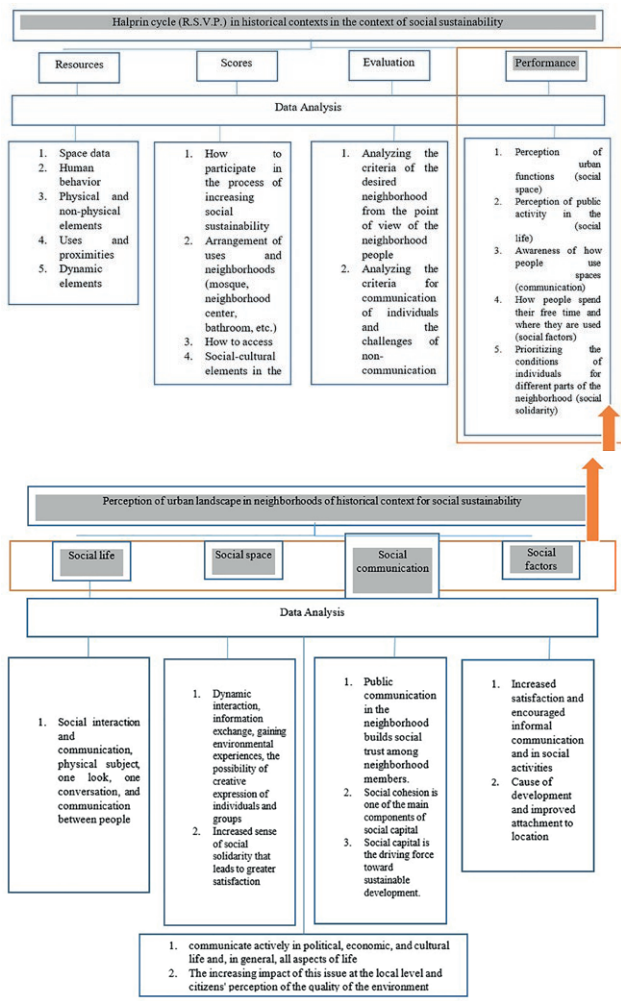 Halprin cycle (R.S.V.P.) in historical contexts in the context of social sustainability
Resources
Scores
Evaluation
Performance
Data Analysis
1. Space data
2. Human
behavior
3. Physical and
non-physical
elements
4. Uses and
proximities
5. Dynamic
elements
1. How to
participate in
the process of
increasing
social
sustainability
2. Arrangement of
uses and
neighborhoods
(mosque,
neighborhood
center,
bathroom, etc.)
3. How to access
4. Social-cultural
elements in the
1. Analyzing the
criteria of the
desired
neighborhood
from the point
of view of the
neighborhood
people
2. Analyzing the
criteria for
communication
of individuals
and the
challenges of
non-
communication
1. Perception of
urban
functions (social
space)
2. Perception of public
activity in the
(social
life)
3. Awareness of how
people use
spaces
(communication)
4. How people spend
their free time and
where they are used
(social factors)
5. Prioritizing the
conditions of
individuals for
different parts of the
neighborhood (social
solidarity)
Perception of urban landscape in neighborhoods of historical context for social sustainability
Social life
Social space
Social
communication
Social
factors
Data Analysis
1. Social interaction
and
communication,
physical subject,
one look, one
conversation, and
communication
between people
1. Dynamic
interaction,
information
exchange, gaining
environmental
experiences, the
possibility of
creative
expression of
individuals and
groups
2. Increased sense
of social
solidarity that
leads to greater
satisfaction
1. Public
communication
in the
neighborhood
builds social
trust among
neighborhood
members.
2. Social cohesion is
one of the main
components of
social capital
3. Social capital is
the driving force
toward
sustainable
development.
1. Increased
satisfaction and
encouraged
informal
communication
and in social
activities
2. Cause of
development
and improved
attachment to
location
1. communicate actively in political, economic, and cultural
life and, in general, all aspects of life
2. The increasing impact of this issue at the local level and
citizens' perception of the quality of the environment